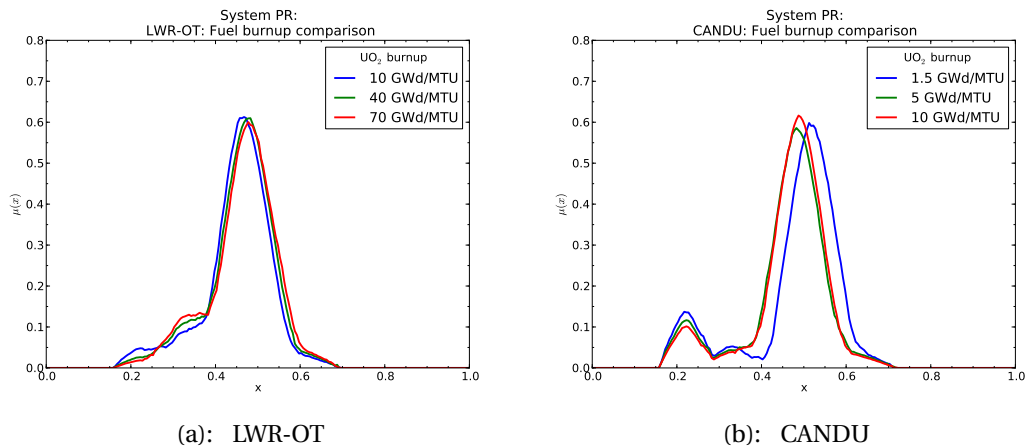 System PR:
LWR-OT: Fuel burnup comparison
0.8
0.7
0.6
0.5
0.4
0.3
0.2
0.1
0.0
0.0 0.2 0.4 0.6 0.8 1.0
μ(x)
x
UO₂ burnup
10 GWd/MTU
40 GWd/MTU
70 GWd/MTU
(a): LWR-OT
System PR:
CANDU: Fuel burnup comparison
0.8
0.7
0.6
0.5
0.4
0.3
0.2
0.1
0.0
0.0 0.2 0.4 0.6 0.8 1.0
μ(x)
x
UO₂ burnup
1.5 GWd/MTU
5 GWd/MTU
10 GWd/MTU
(b): CANDU